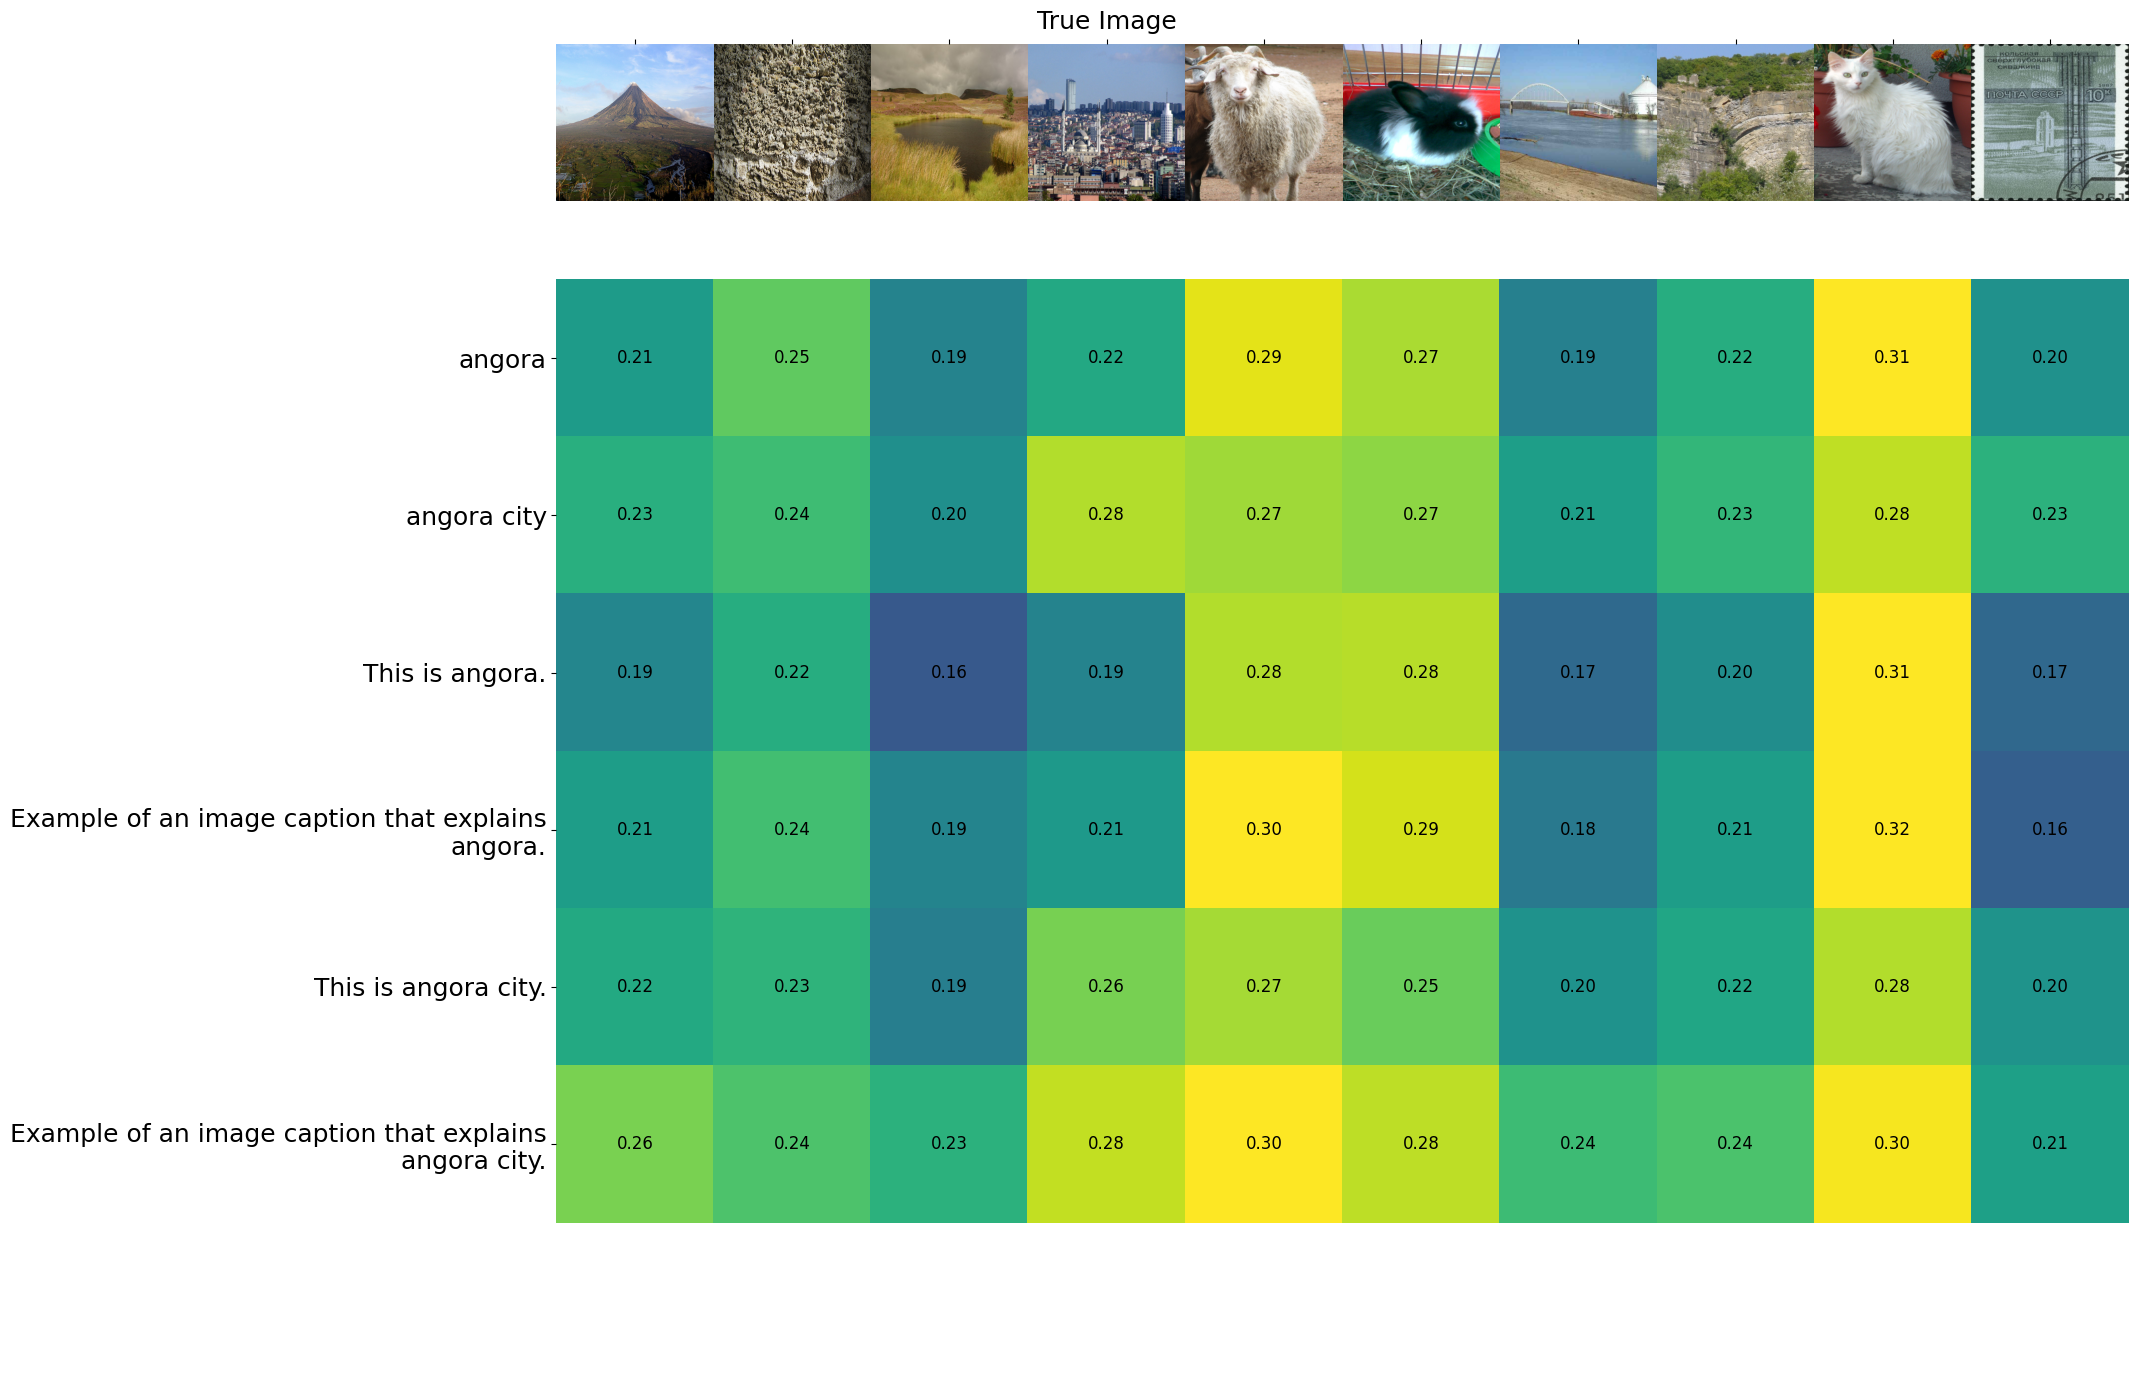 True Image
КОЛЬСКАЯ
СВЕРХГЛУБОКАЯ
СКВАЖИНА
ПОЧТА СССР 10к
angora 0.21 0.25 0.19 0.22 0.29 0.27 0.19 0.22 0.31 0.20
angora city 0.23 0.24 0.20 0.28 0.27 0.27 0.21 0.23 0.28 0.23
This is angora. 0.19 0.22 0.16 0.19 0.28 0.28 0.17 0.20 0.31 0.17
Example of an image caption that explains
angora. 0.21 0.24 0.19 0.21 0.30 0.29 0.18 0.21 0.32 0.16
This is angora city. 0.22 0.23 0.19 0.26 0.27 0.25 0.20 0.22 0.28 0.20
Example of an image caption that explains
angora city. 0.26 0.24 0.23 0.28 0.30 0.28 0.24 0.24 0.30 0.21